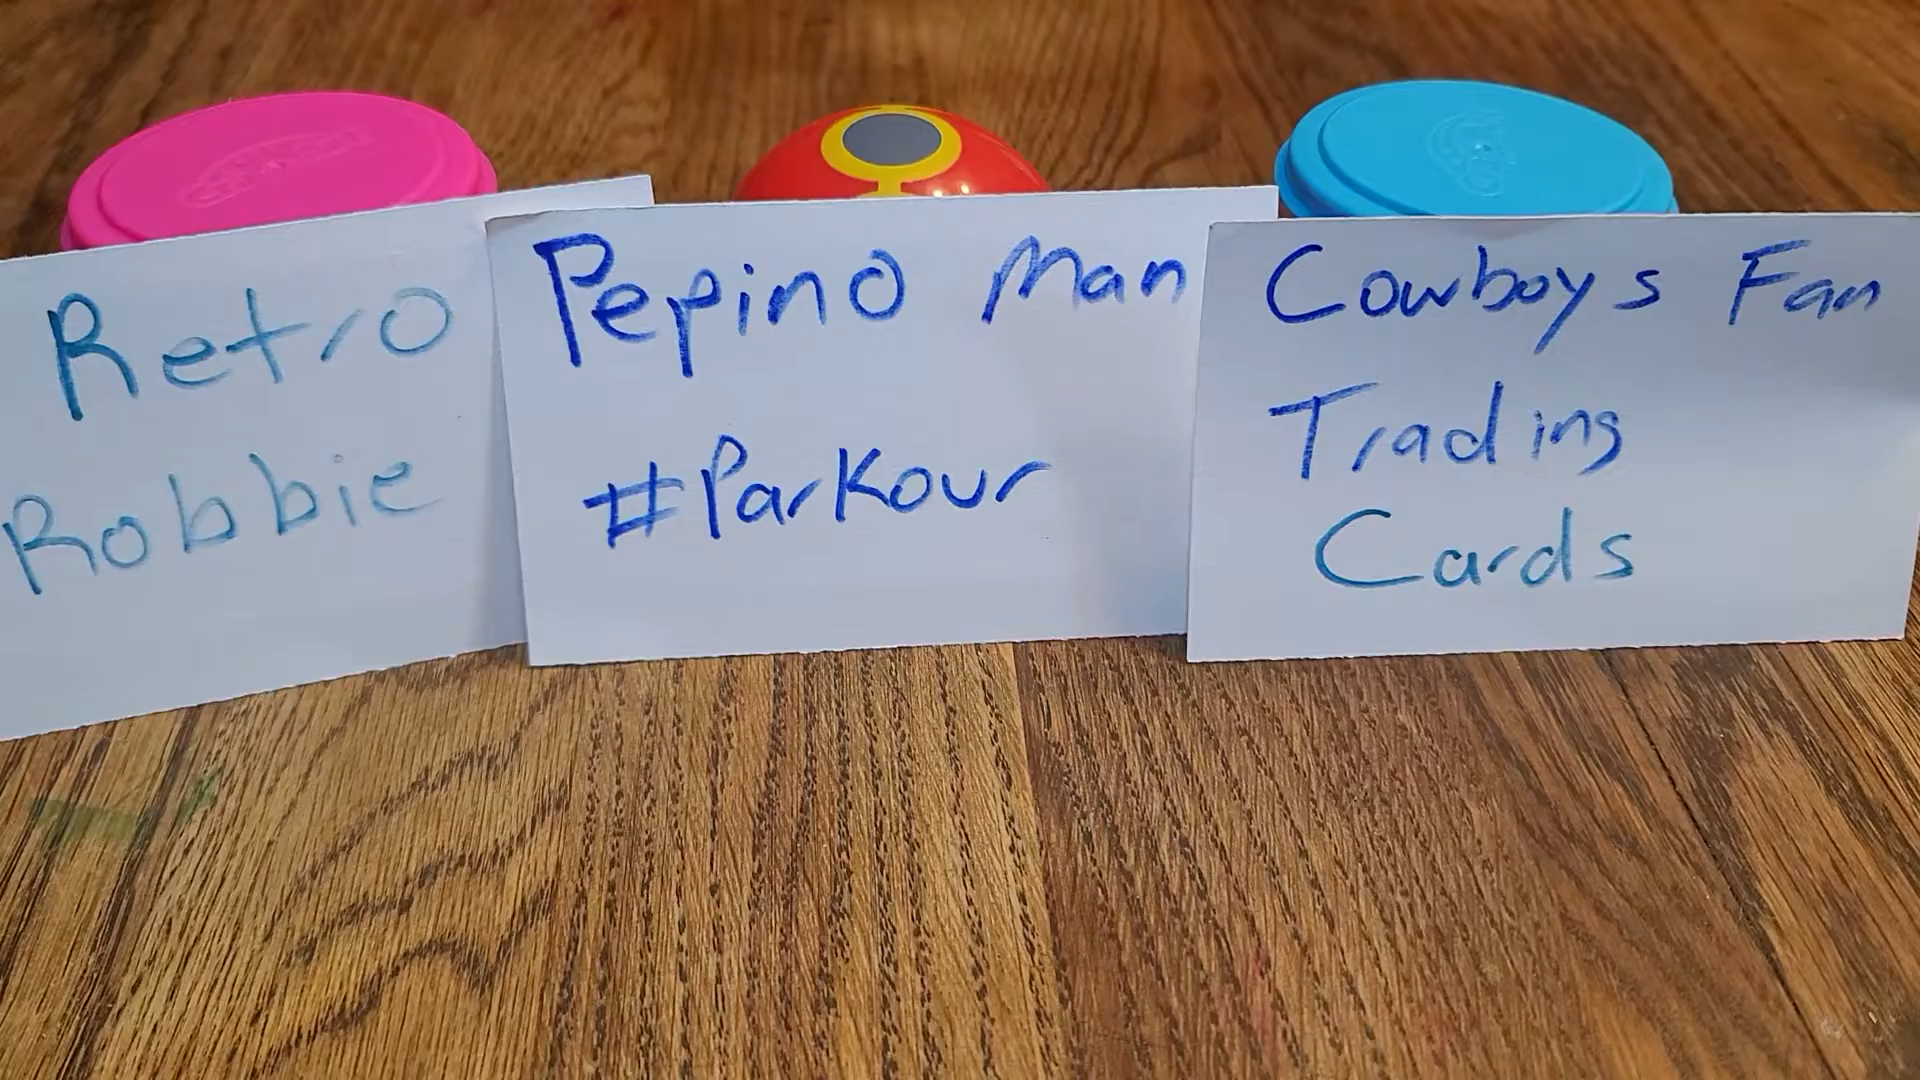 Retro
Robbie
Pepino Man
#Parkour
Cowboys Fan
Trading
Cards